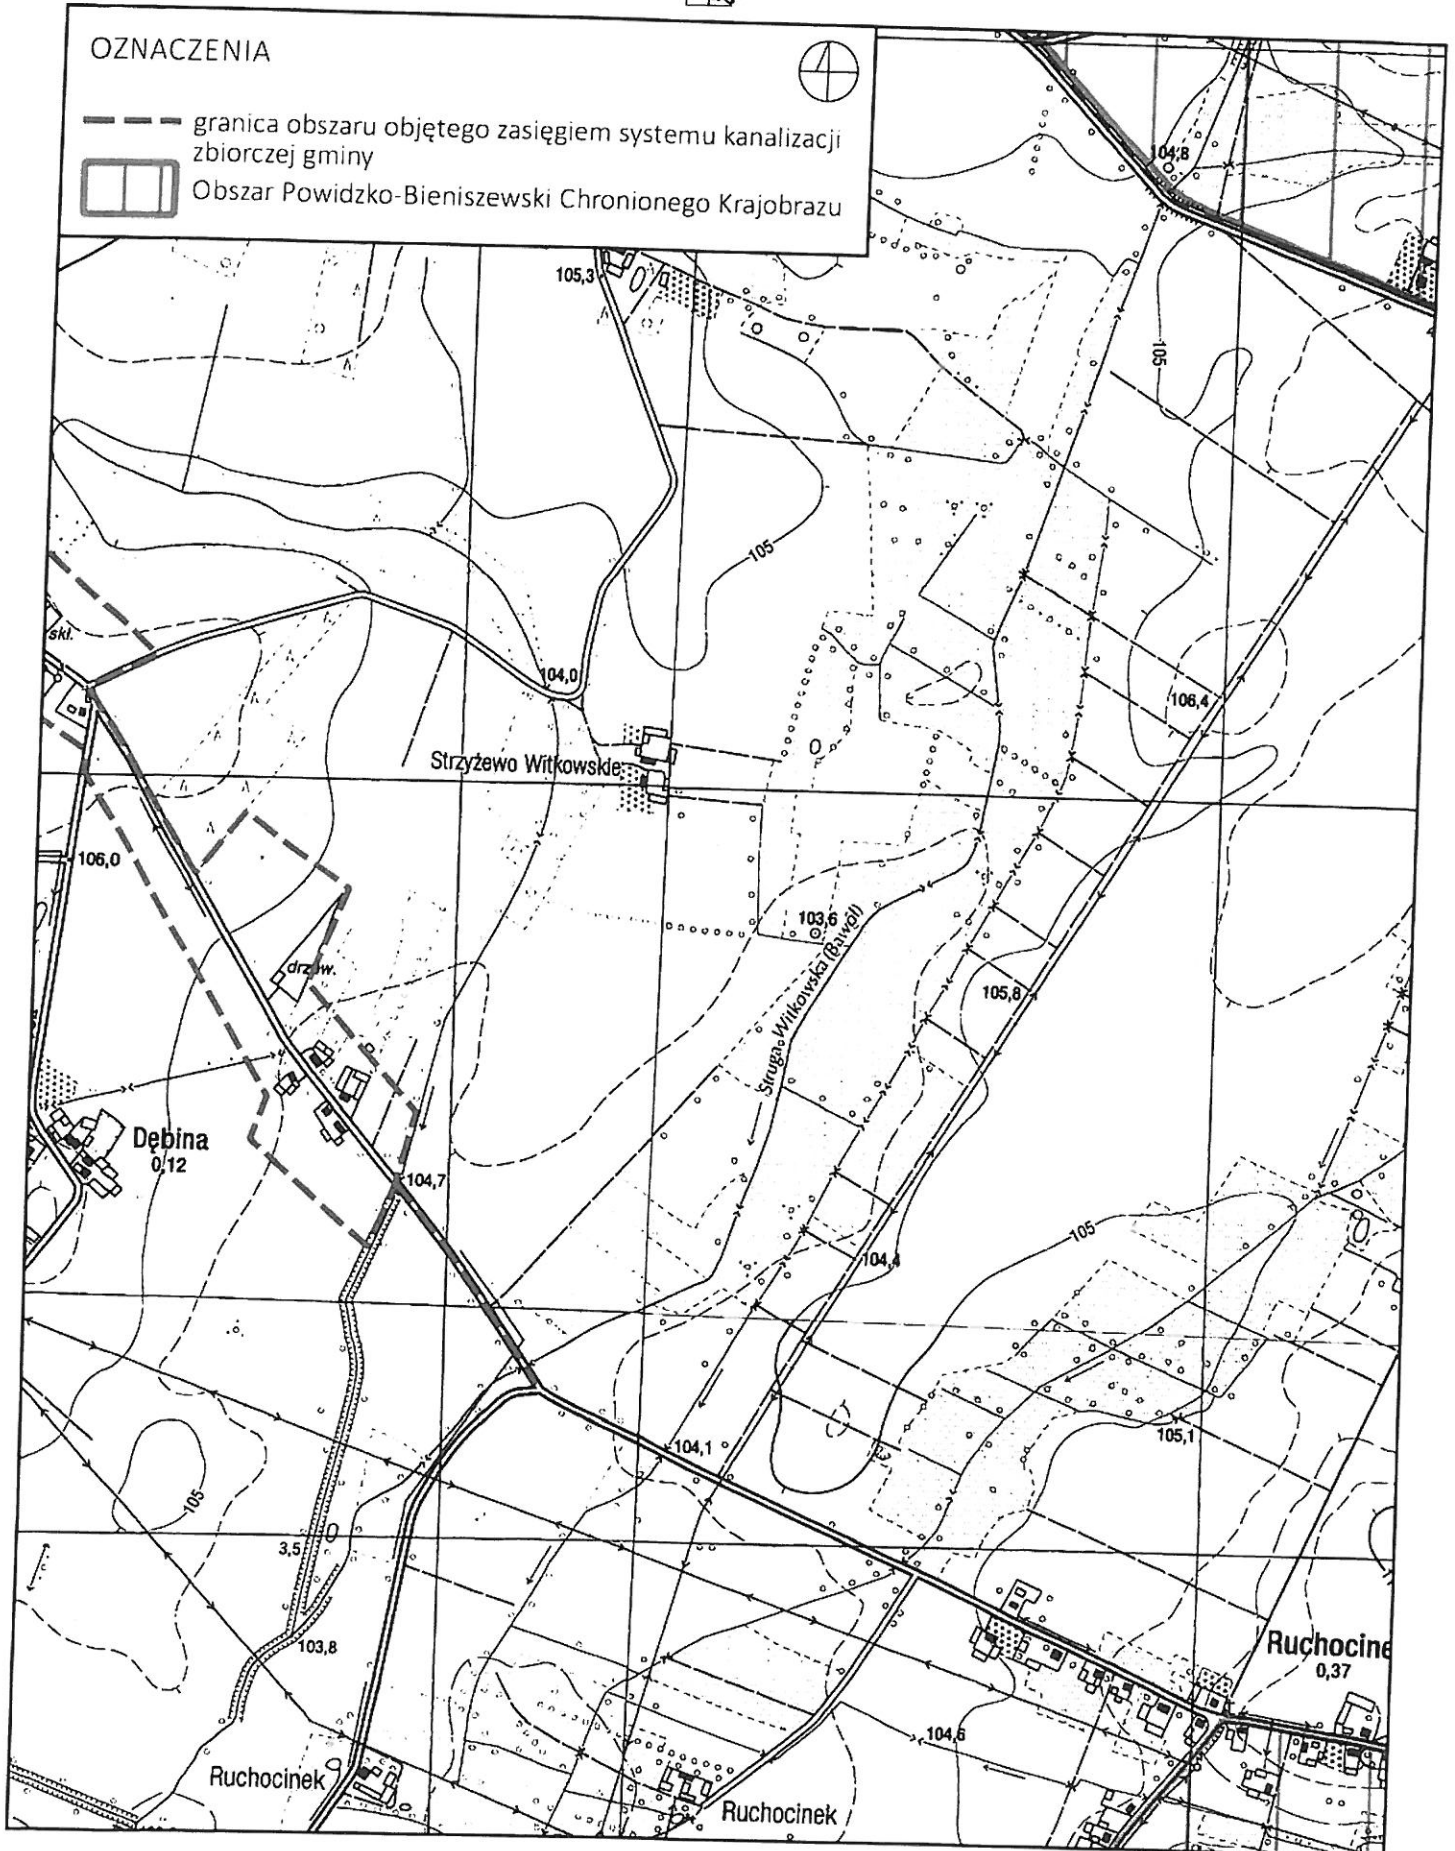 OZNACZENIA
granica obszaru objętego zasięgiem systemu kanalizacji
zbiorczej gminy
Obszar Powidzko-Bieniszewski Chronionego Krajobrazu
104,8
105,3
105
105
skł.
104,0
106,4
Strzyżewo Witkowskie
106,0
103,6
Struga Witkowska (Bawół)
drzew.
105,8
Dębina
0,12
104,7
105
104,4
105,1
104,1
105
3,5
103,8
Ruchocine
0,37
104,6
Ruchocinek
Ruchocinek